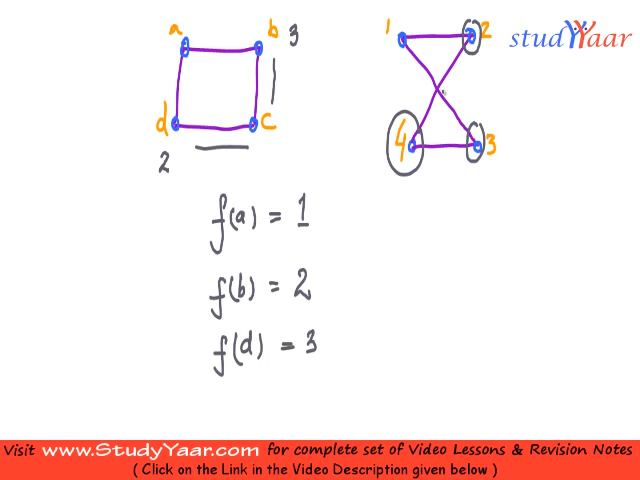 a b 3
d c
2
1 2
4 3
studYYaar
f(a) = 1
f(b) = 2
f(d) = 3
Visit www.StudyYaar.com for complete set of Video Lessons & Revision Notes
( Click on the Link in the Video Description given below )